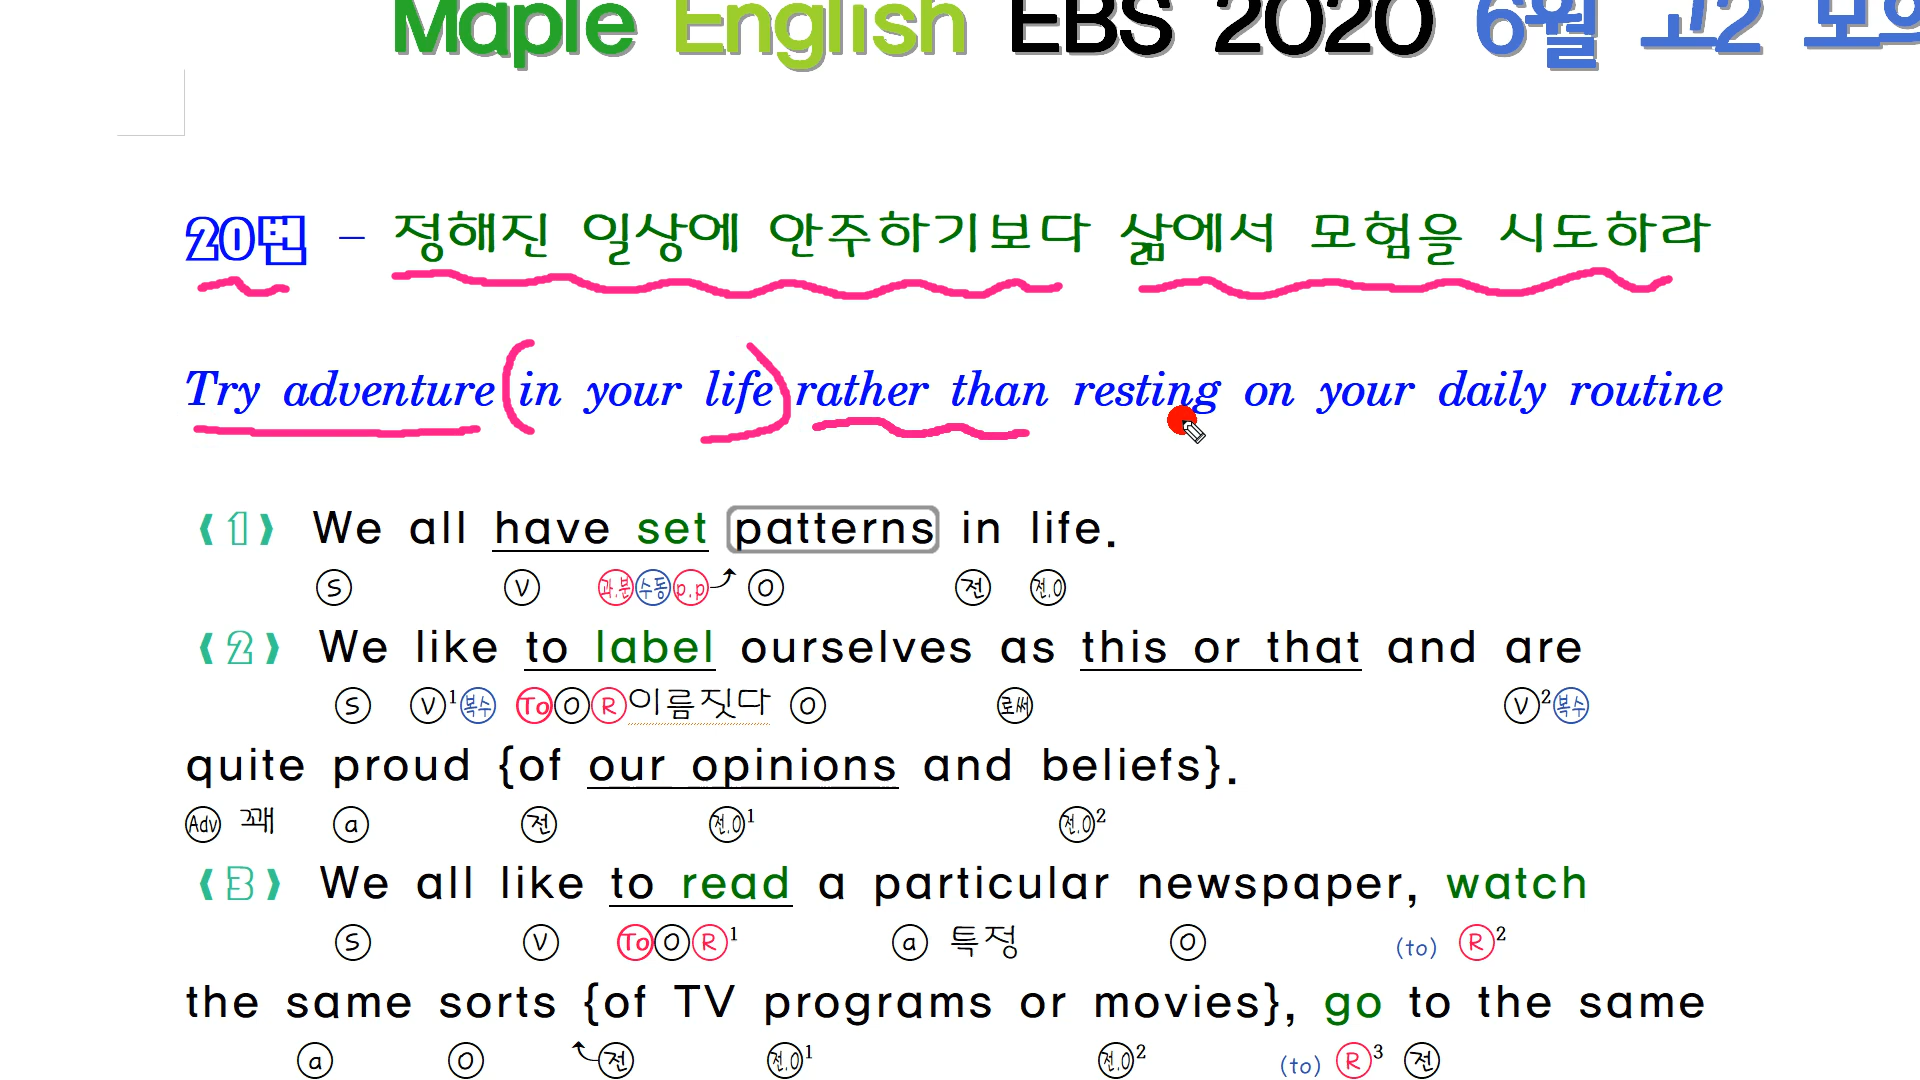 Maple English EBS 2020 6월 고2 모의
20번 – 정해진 일상에 안주하기보다 삶에서 모험을 시도하라
Try adventure in your life rather than resting on your daily routine
(1) We all have set patterns in life.
S V 과.분 수동 p.p O 전 전.O
(2) We like to label ourselves as this or that and are
S V1 복수 To O R 이름짓다 O 로써 V2 복수
quite proud {of our opinions and beliefs}.
Adv 꽤 a 전 전.O1 전.O2
(3) We all like to read a particular newspaper, watch
S V To O R1 a 특정 O (to) R2
the same sorts {of TV programs or movies}, go to the same
a O 전 전.O1 전.O2 (to) R3 전